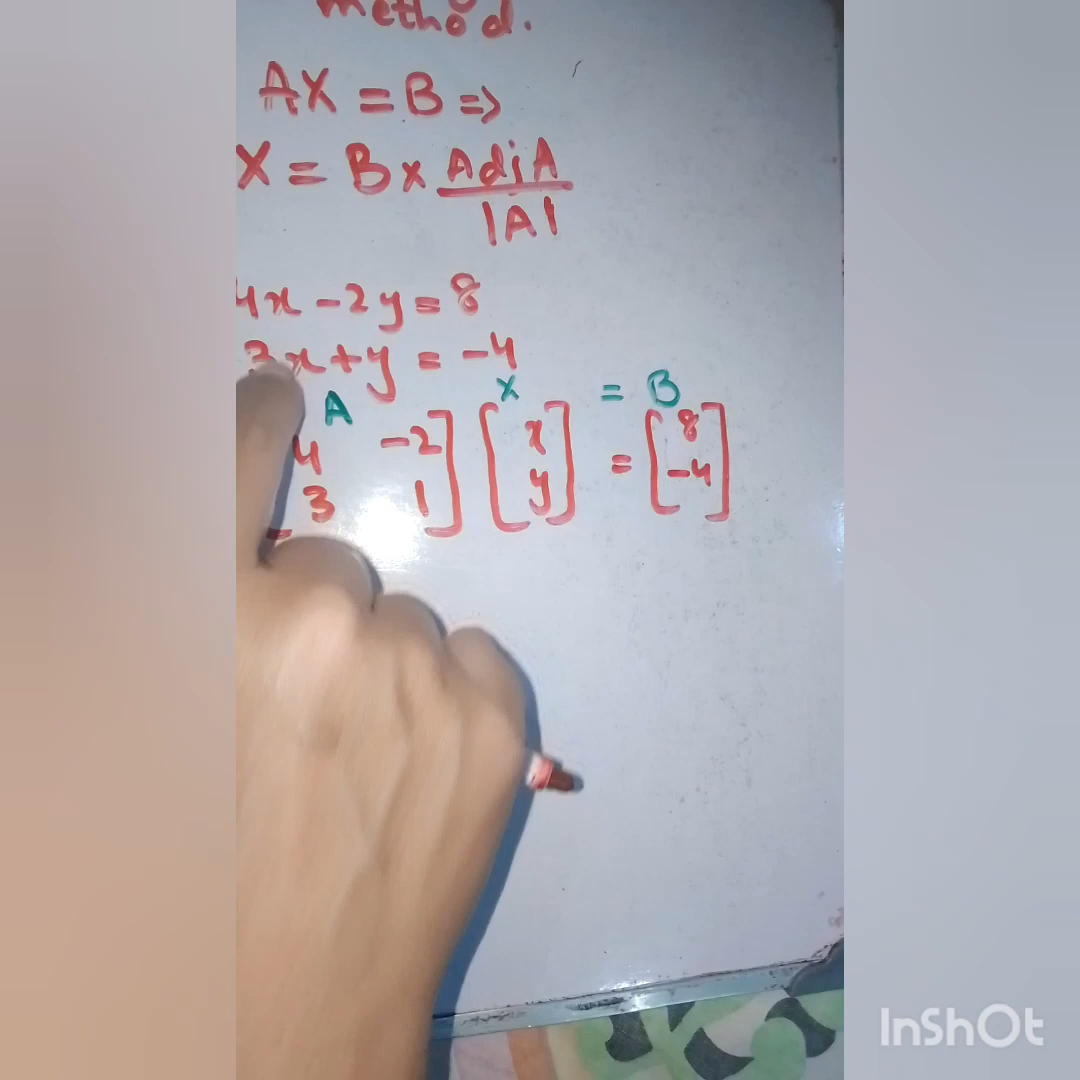 method.
AX = B =>
X = B x AdjA
|A|
4x - 2y = 8
3x + y = -4
A X = B
4 -2 x = 8
3 1 y -4
InShOt